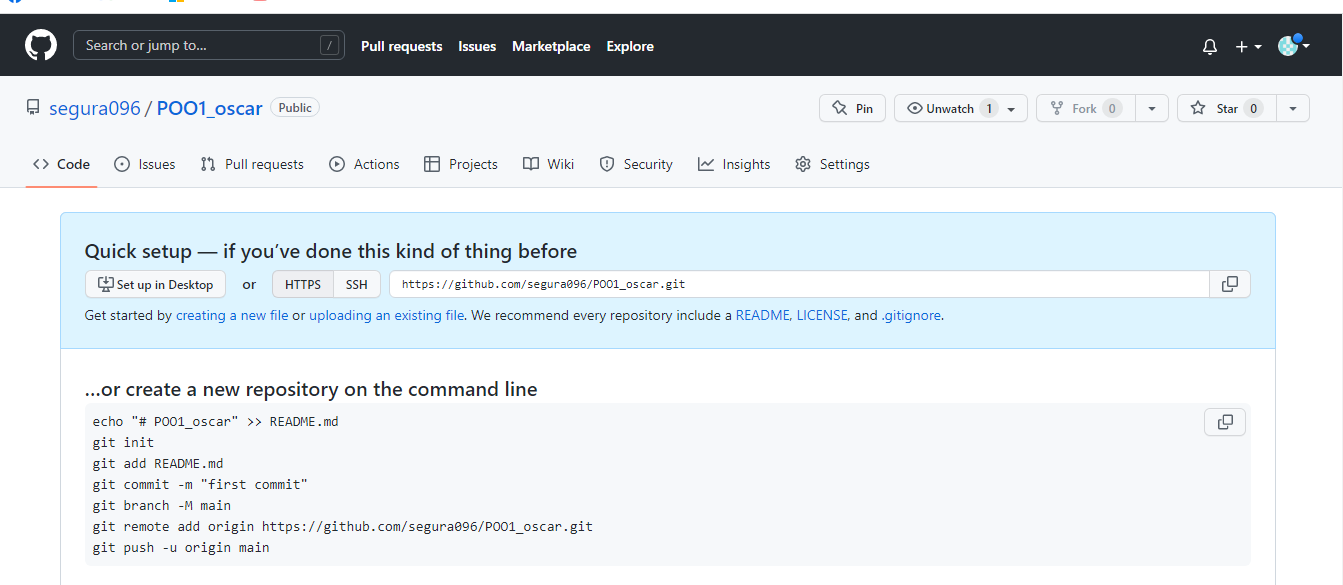 Search or jump to... /
Pull requests Issues Marketplace Explore
segura096 / POO1_oscar Public
Pin Unwatch 1 Fork 0 Star 0
Code Issues Pull requests Actions Projects Wiki Security Insights Settings
Quick setup — if you've done this kind of thing before
Set up in Desktop or HTTPS SSH https://github.com/segura096/POO1_oscar.git
Get started by creating a new file or uploading an existing file. We recommend every repository include a README, LICENSE, and .gitignore.
...or create a new repository on the command line
echo "# POO1_oscar" >> README.md
git init
git add README.md
git commit -m "first commit"
git branch -M main
git remote add origin https://github.com/segura096/POO1_oscar.git
git push -u origin main